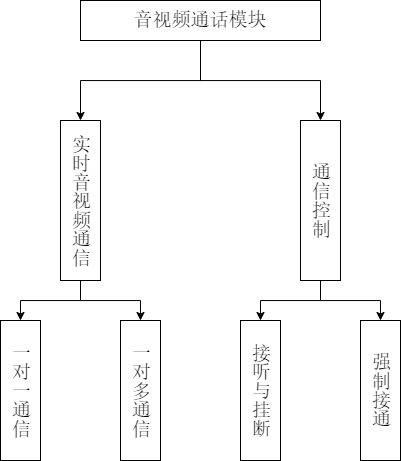 音视频通话模块
实时音视频通信
通信控制
一对一通信
一对多通信
接听与挂断
强制接通